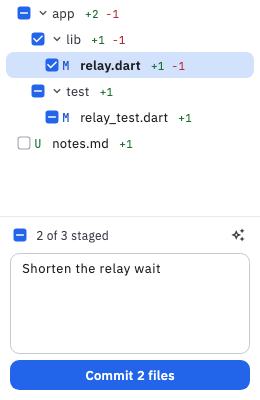 app +2 -1
lib +1 -1
M relay.dart +1 -1
test +1
M relay_test.dart +1
U notes.md +1
2 of 3 staged
Shorten the relay wait
Commit 2 files